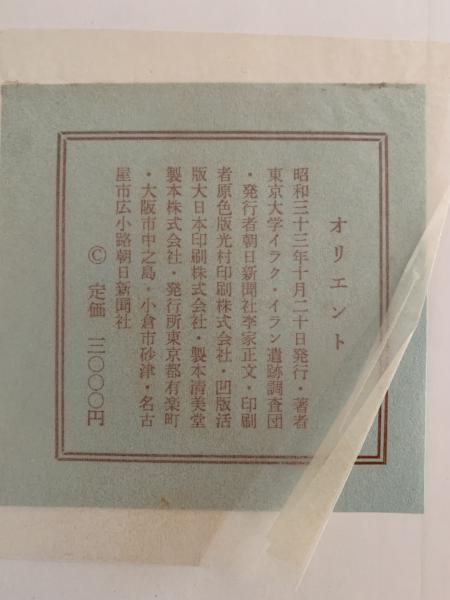 オリエント
昭和三十三年十月二十日発行・著者
東京大学イラク・イラン遺跡調査団
・発行者朝日新聞社李家正文・印刷
者原色版光村印刷株式会社・凹版活
版大日本印刷株式会社・製本清美堂
製本株式会社・発行所東京都有楽町
・大阪市中之島・小倉市砂津・名古
屋市広小路朝日新聞社
© 定価 三〇〇〇円